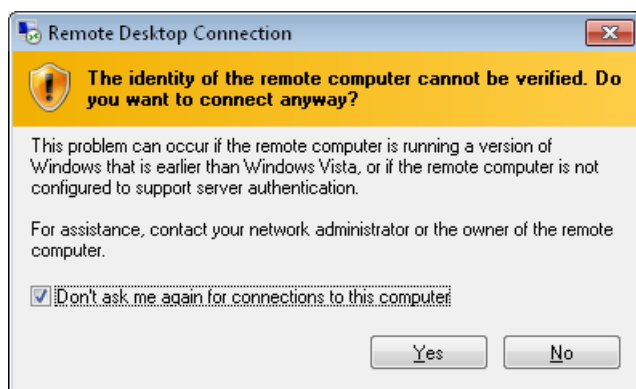 Remote Desktop Connection
The identity of the remote computer cannot be verified. Do
you want to connect anyway?
This problem can occur if the remote computer is running a version of
Windows that is earlier than Windows Vista, or if the remote computer is not
configured to support server authentication.
For assistance, contact your network administrator or the owner of the remote
computer.
Don't ask me again for connections to this computer
Yes
No